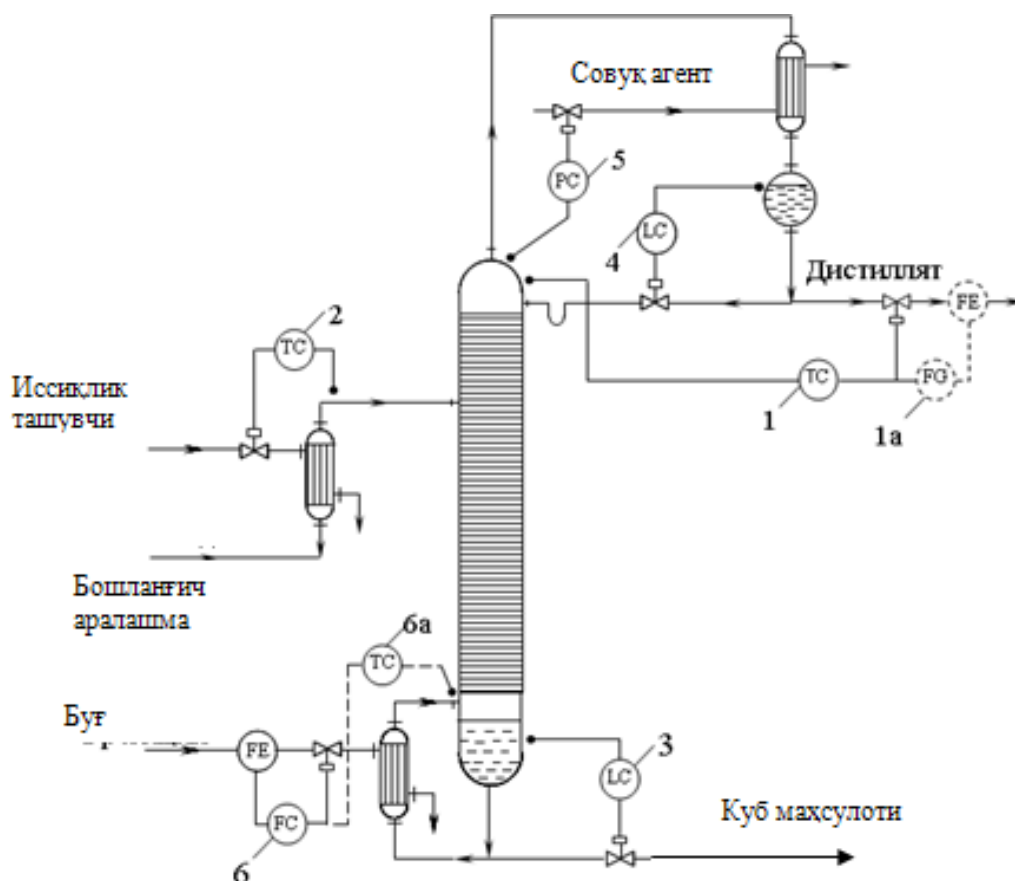 Совуқ агент
5
PC
LC
4
Дистиллят
FE
2
TC
Иссиқлик
ташувчи
TC
FG
1
1а
Бошланғич
аралашма
6а
TC
Буғ
FE
3
LC
FC
Куб маҳсулоти
6